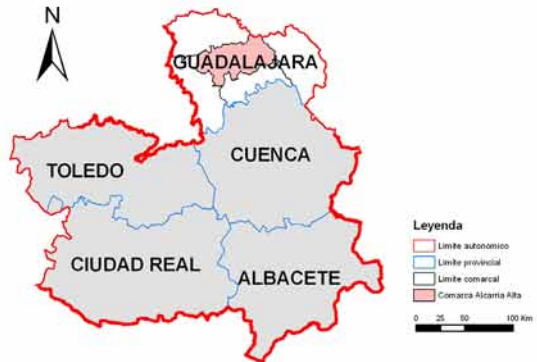 N
GUADALAJARA
TOLEDO
CUENCA
CIUDAD REAL
ALBACETE
Leyenda
Limite autonómico
Limite provincial
Limite comarcal
Comarca Alcarria Alta
0 25 50 100 Km